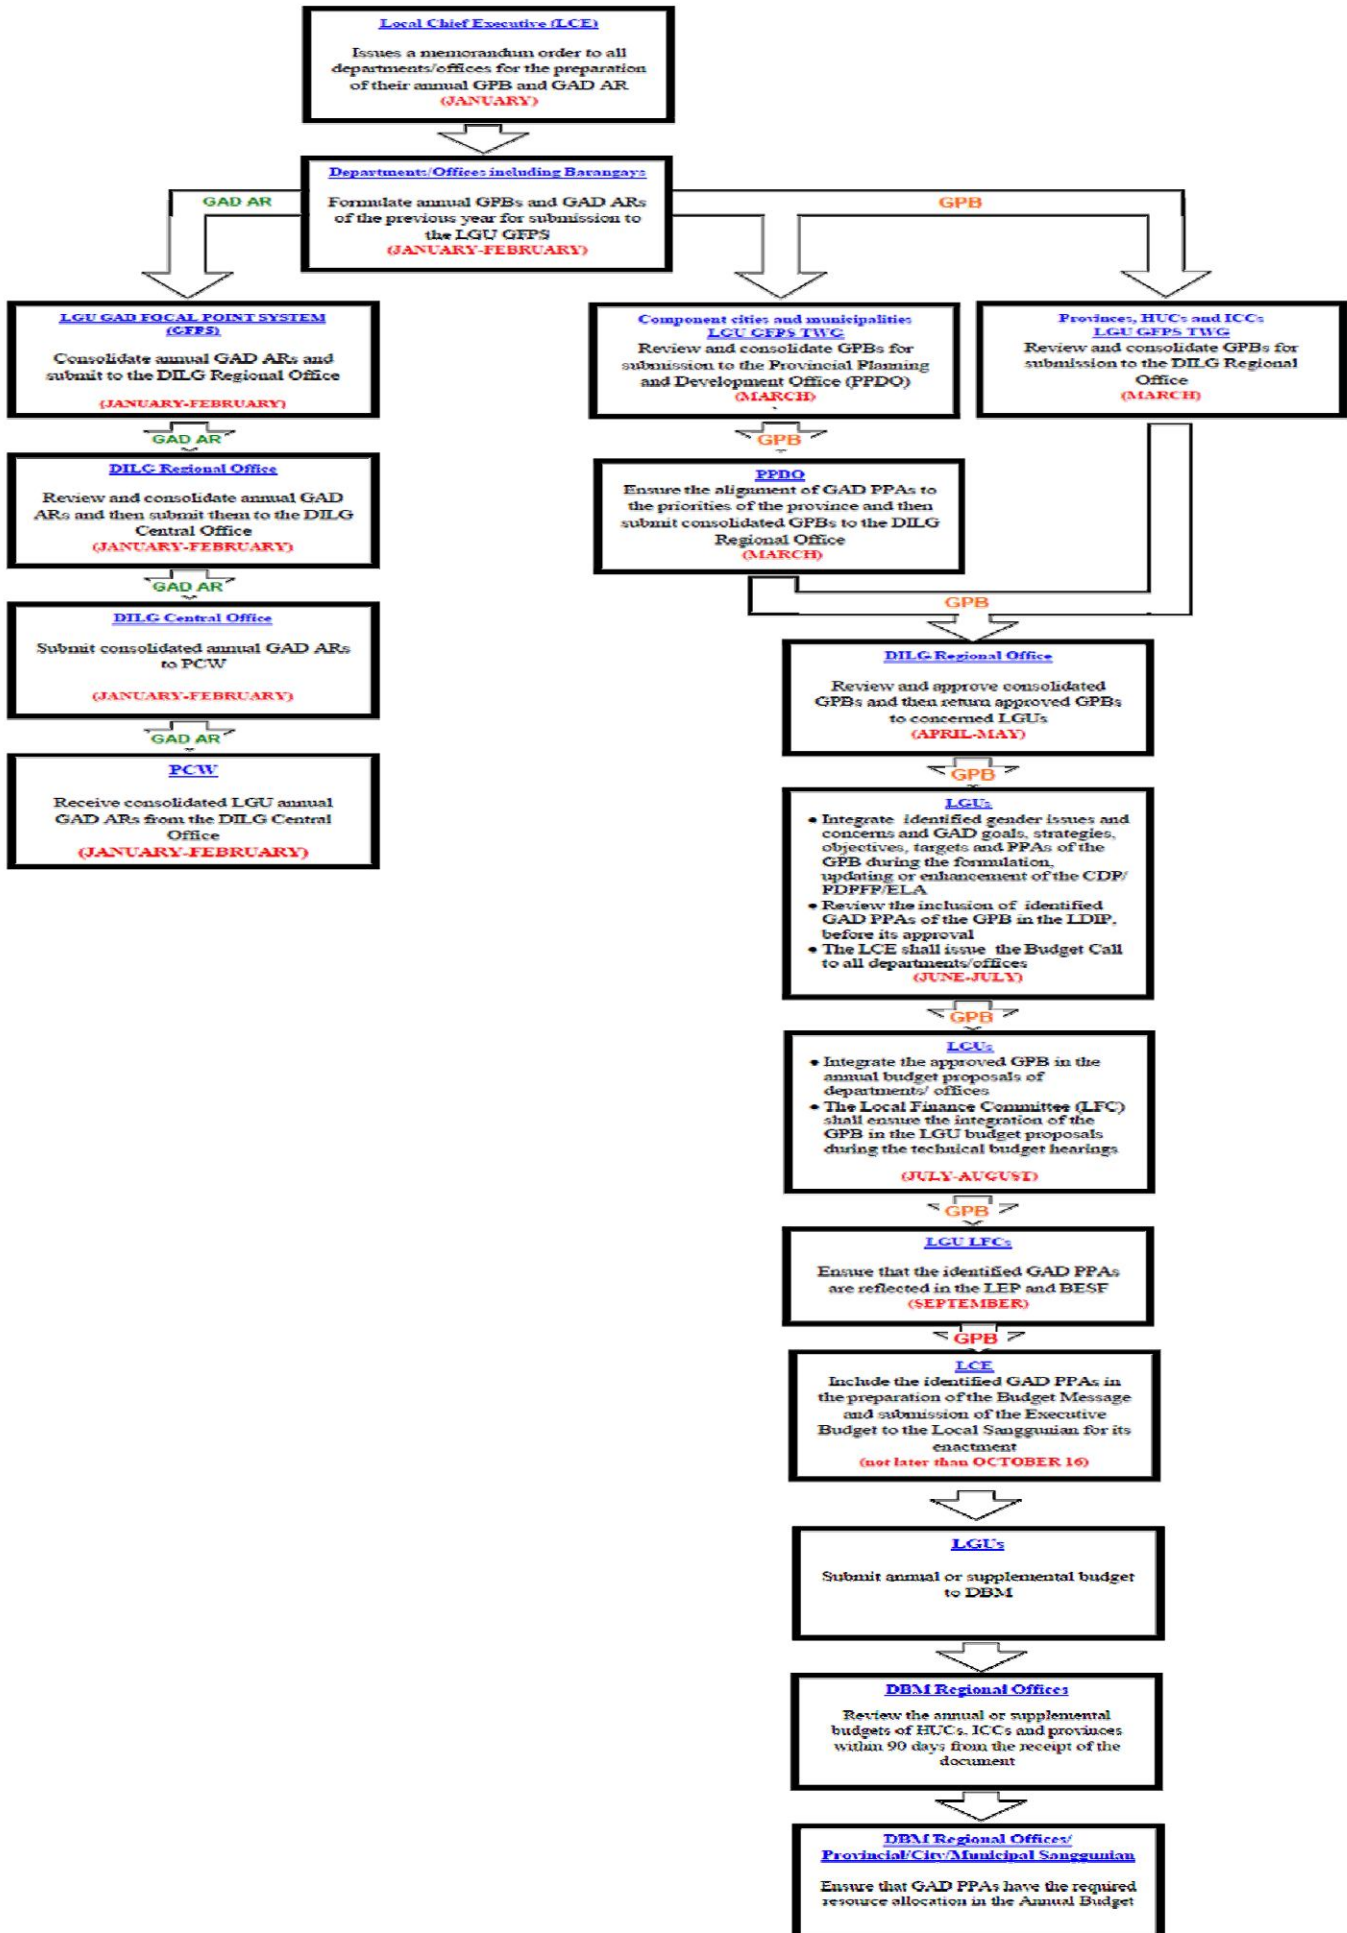 Local Chief Executive (LCE)
Issues a memorandum order to all
departments/offices for the preparation
of their annual GPB and GAD AR
(JANUARY)
Departments/Offices including Barangays
Formulate annual GPBs and GAD ARs
of the previous year for submission to
the LGU GFPS
(JANUARY-FEBRUARY)
GAD AR
GPB
LGU GAD FOCAL POINT SYSTEM
(GFPS)
Consolidate annual GAD ARs and
submit to the DILG Regional Office
(JANUARY-FEBRUARY)
GAD AR
DILG Regional Office
Review and consolidate annual GAD
ARs and then submit them to the DILG
Central Office
(JANUARY-FEBRUARY)
GAD AR
DILG Central Office
Submit consolidated annual GAD ARs
to PCW
(JANUARY-FEBRUARY)
GAD AR
PCW
Receive consolidated LGU annual
GAD ARs from the DILG Central
Office
(JANUARY-FEBRUARY)
Component cities and municipalities
LGU GFPS TWG
Review and consolidate GPBs for
submission to the Provincial Planning
and Development Office (PPDO)
(MARCH)
GPB
PPDO
Ensure the alignment of GAD PPAs to
the priorities of the province and then
submit consolidated GPBs to the DILG
Regional Office
(MARCH)
Provinces, HUCs and ICCs
LGU GFPS TWG
Review and consolidate GPBs for
submission to the DILG Regional
Office
(MARCH)
GPB
DILG Regional Office
Review and approve consolidated
GPBs and then return approved GPBs
to concerned LGUs
(APRIL-MAY)
GPB
LGUs
• Integrate identified gender issues and
concerns and GAD goals, strategies,
objectives, targets and PPAs of the
GPB during the formulation,
updating or enhancement of the CDP/
PDPFP/ELA
• Review the inclusion of identified
GAD PPAs of the GPB in the LDIP,
before its approval
• The LCE shall issue the Budget Call
to all departments/offices
(JUNE-JULY)
GPB
LGUs
• Integrate the approved GPB in the
annual budget proposals of
departments/ offices
• The Local Finance Committee (LFC)
shall ensure the integration of the
GPB in the LGU budget proposals
during the technical budget hearings
(JULY-AUGUST)
GPB
LGU LFCs
Ensure that the identified GAD PPAs
are reflected in the LEP and BESF
(SEPTEMBER)
GPB
LCE
Include the identified GAD PPAs in
the preparation of the Budget Message
and submission of the Executive
Budget to the Local Sanggunian for its
enactment
(not later than OCTOBER 16)
LGUs
Submit annual or supplemental budget
to DBM
DBM Regional Offices
Review the annual or supplemental
budgets of HUCs, ICCs and provinces
within 90 days from the receipt of the
document
DBM Regional Offices/
Provincial/City/Municipal Sanggunian
Ensure that GAD PPAs have the required
resource allocation in the Annual Budget